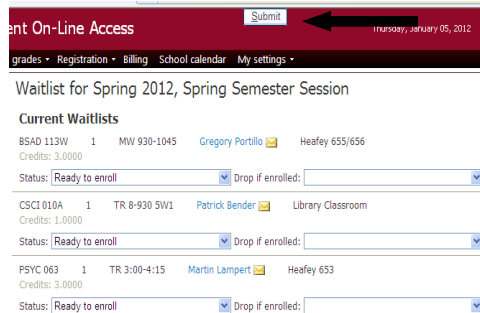 Submit
ent On-Line Access
Thursday, January 05, 2012
grades Registration Billing School calendar My settings
Waitlist for Spring 2012, Spring Semester Session
Current Waitlists
BSAD 113W 1 MW 930-1045 Gregory Portillo Heafey 655/656
Credits: 3.0000
Status: Ready to enroll Drop if enrolled:
CSCI 010A 1 TR 8-930 5W1 Patrick Bender Library Classroom
Credits: 1.0000
Status: Ready to enroll Drop if enrolled:
PSYC 063 1 TR 3:00-4:15 Martin Lampert Heafey 653
Credits: 3.0000
Status: Ready to enroll Drop if enrolled: